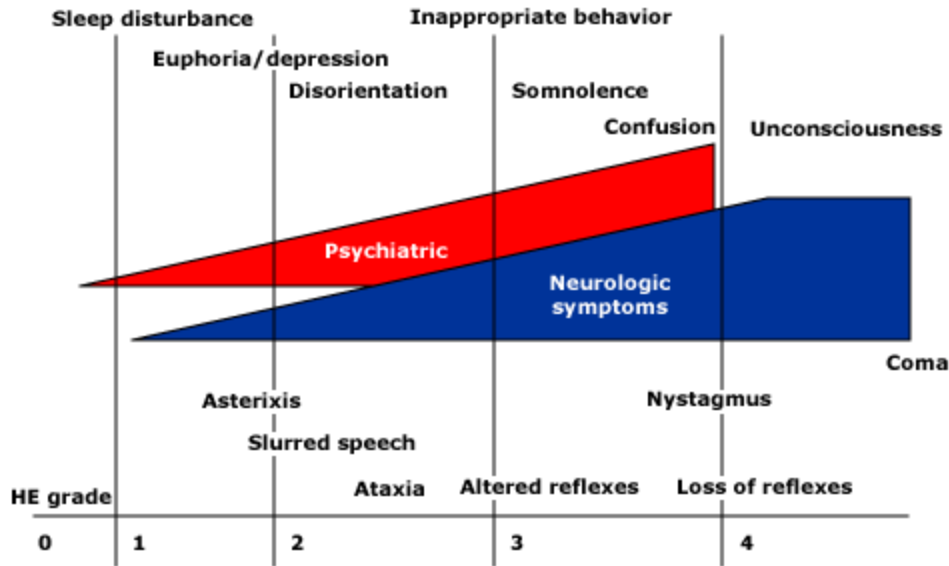 Sleep disturbance
Inappropriate behavior
Euphoria/depression
Disorientation
Somnolence
Confusion
Unconsciousness
Psychiatric
Neurologic
symptoms
Coma
Asterixis
Nystagmus
Slurred speech
Ataxia
Altered reflexes
Loss of reflexes
HE grade
0
1
2
3
4